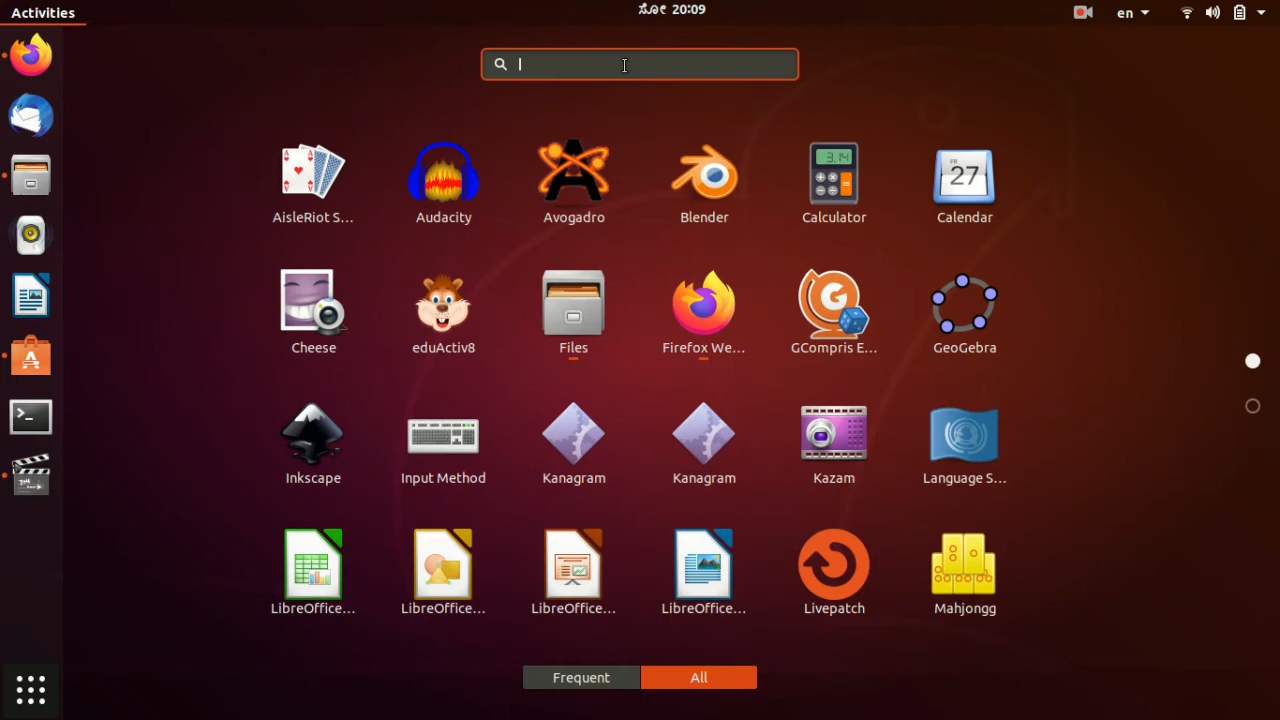 Activities
ಸೋಮ 20:09
en
AisleRiot S...
Audacity
Avogadro
Blender
Calculator
Calendar
Cheese
eduActiv8
Files
Firefox We...
GCompris E...
GeoGebra
Inkscape
Input Method
Kanagram
Kanagram
Kazam
Language S...
LibreOffice...
LibreOffice...
LibreOffice...
LibreOffice...
Livepatch
Mahjongg
Frequent
All